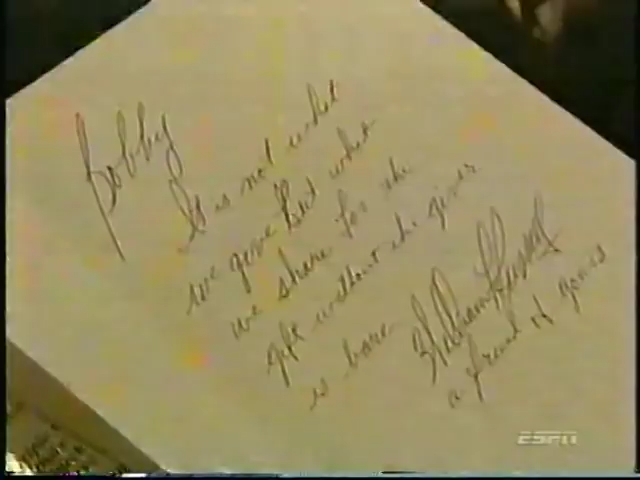 Bobby
It is not what
we give but what
we share for the
gift without the giver
is bare
William
a friend of yours
ESPN